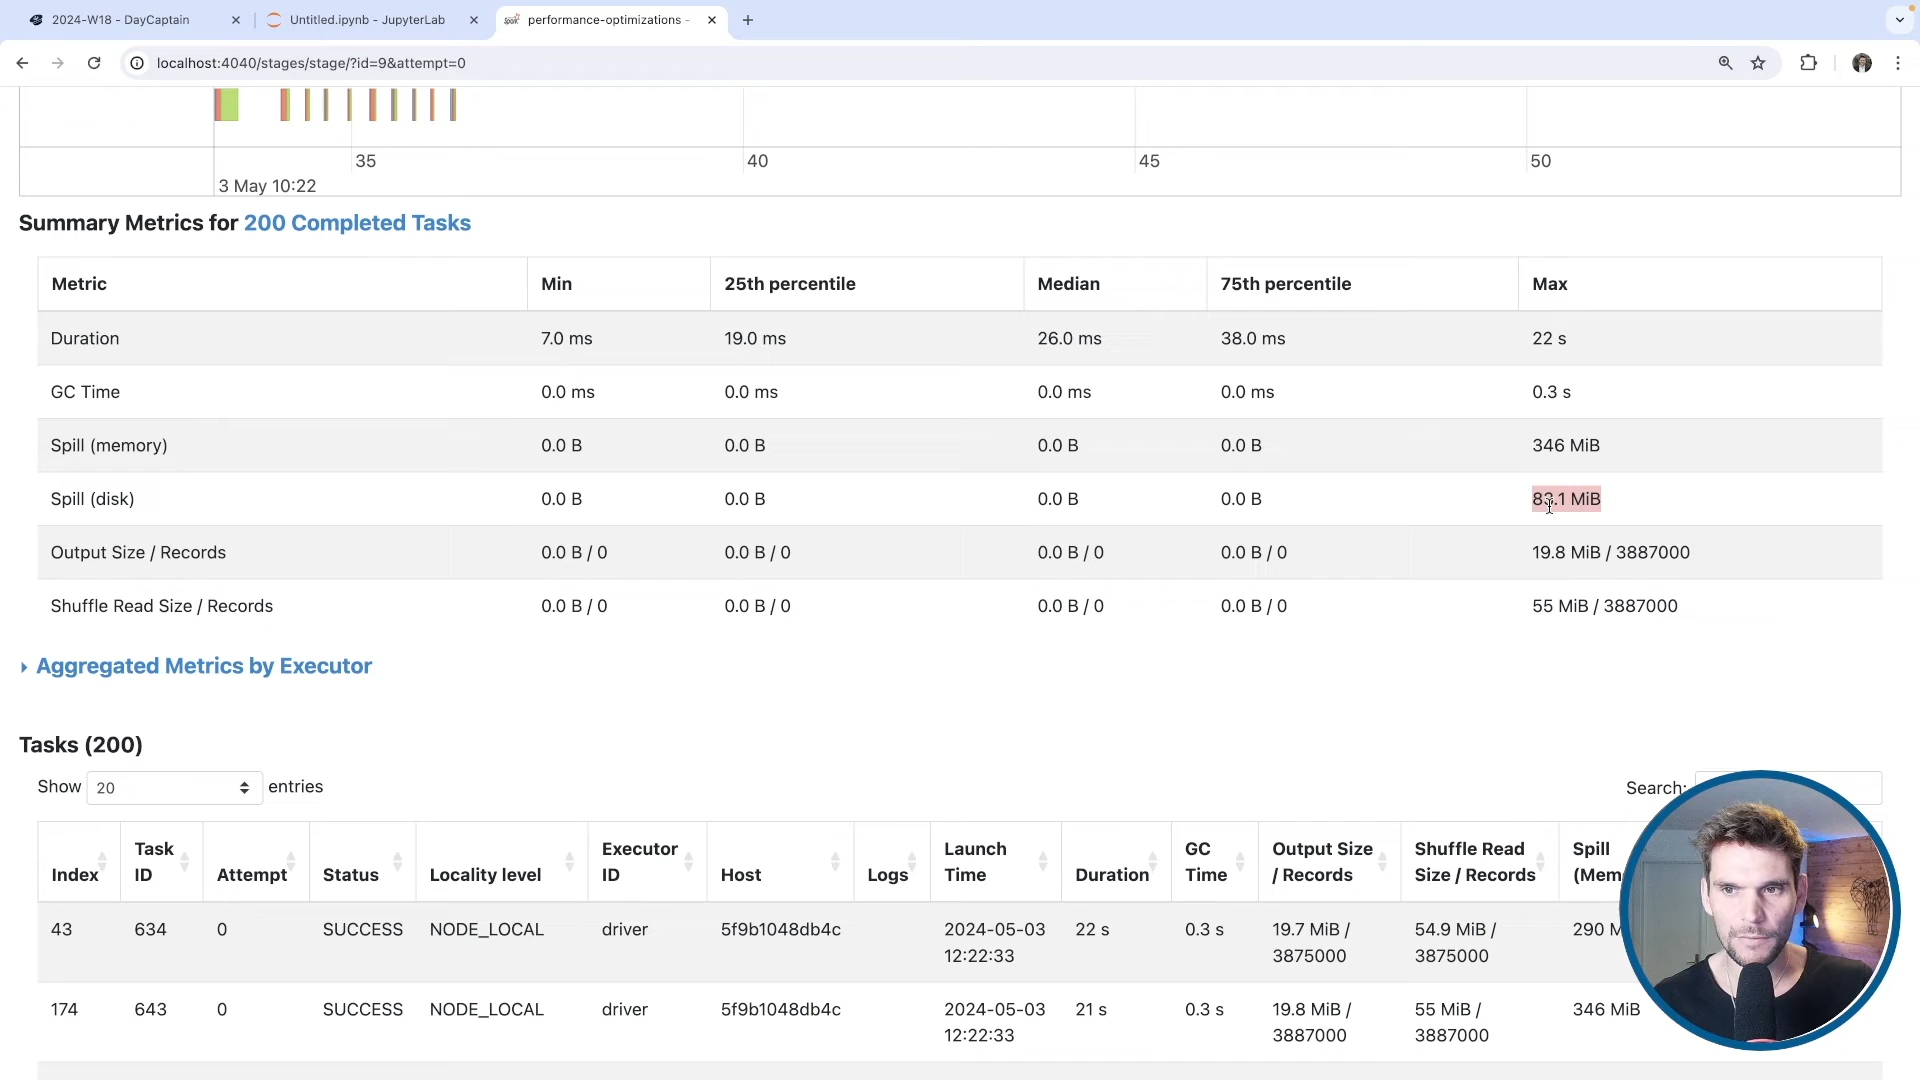 2024-W18 - DayCaptain
Untitled.ipynb - JupyterLab
performance-optimizations -
localhost:4040/stages/stage/?id=9&attempt=0
35 40 45 50
3 May 10:22
Summary Metrics for 200 Completed Tasks
Metric Min 25th percentile Median 75th percentile Max
Duration 7.0 ms 19.0 ms 26.0 ms 38.0 ms 22 s
GC Time 0.0 ms 0.0 ms 0.0 ms 0.0 ms 0.3 s
Spill (memory) 0.0 B 0.0 B 0.0 B 0.0 B 346 MiB
Spill (disk) 0.0 B 0.0 B 0.0 B 0.0 B MiB
Output Size / Records 0.0 B / 0 0.0 B / 0 0.0 B / 0 0.0 B / 0 19.8 MiB / 3887000
Shuffle Read Size / Records 0.0 B / 0 0.0 B / 0 0.0 B / 0 0.0 B / 0 55 MiB / 3887000
Aggregated Metrics by Executor
Tasks (200)
Show 20 entries Search:
Index Task ID Attempt Status Locality level Executor ID Host Logs Launch Time Duration GC Time Output Size / Records Shuffle Read Size / Records Spill (Mem
43 634 0 SUCCESS NODE_LOCAL driver 5f9b1048db4c 2024-05-03 22 s 0.3 s 19.7 MiB / 54.9 MiB / 290 M
12:22:33 3875000 3875000
174 643 0 SUCCESS NODE_LOCAL driver 5f9b1048db4c 2024-05-03 21 s 0.3 s 19.8 MiB / 55 MiB / 346 MiB
12:22:33 3887000 3887000